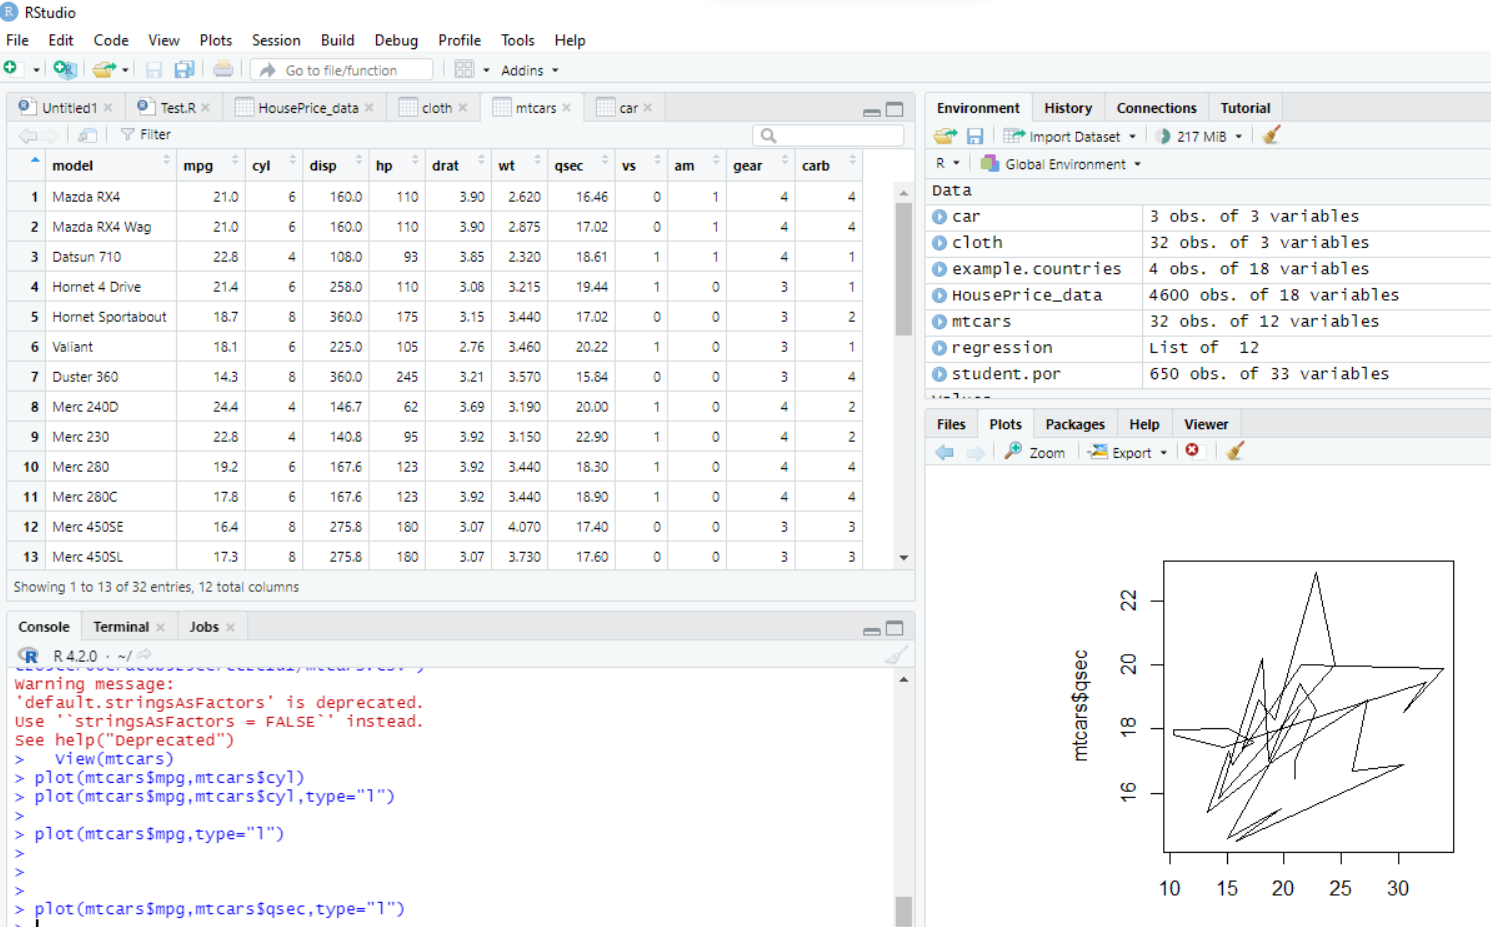 RStudio
File Edit Code View Plots Session Build Debug Profile Tools Help
Go to file/function Addins
Untitled1 Test.R HousePrice_data cloth mtcars car
Filter
model mpg cyl disp hp drat wt qsec vs am gear carb
1 Mazda RX4 21.0 6 160.0 110 3.90 2.620 16.46 0 1 4 4
2 Mazda RX4 Wag 21.0 6 160.0 110 3.90 2.875 17.02 0 1 4 4
3 Datsun 710 22.8 4 108.0 93 3.85 2.320 18.61 1 1 4 1
4 Hornet 4 Drive 21.4 6 258.0 110 3.08 3.215 19.44 1 0 3 1
5 Hornet Sportabout 18.7 8 360.0 175 3.15 3.440 17.02 0 0 3 2
6 Valiant 18.1 6 225.0 105 2.76 3.460 20.22 1 0 3 1
7 Duster 360 14.3 8 360.0 245 3.21 3.570 15.84 0 0 3 4
8 Merc 240D 24.4 4 146.7 62 3.69 3.190 20.00 1 0 4 2
9 Merc 230 22.8 4 140.8 95 3.92 3.150 22.90 1 0 4 2
10 Merc 280 19.2 6 167.6 123 3.92 3.440 18.30 1 0 4 4
11 Merc 280C 17.8 6 167.6 123 3.92 3.440 18.90 1 0 4 4
12 Merc 450SE 16.4 8 275.8 180 3.07 4.070 17.40 0 0 3 3
13 Merc 450SL 17.3 8 275.8 180 3.07 3.730 17.60 0 0 3 3
Showing 1 to 13 of 32 entries, 12 total columns
Console Terminal Jobs
R 4.2.0 · ~/
Warning message:
'default.stringsAsFactors' is deprecated.
Use '`stringsAsFactors = FALSE`' instead.
See help("Deprecated")
> View(mtcars)
> plot(mtcars$mpg,mtcars$cyl)
> plot(mtcars$mpg,mtcars$cyl,type="l")
>
> plot(mtcars$mpg,type="l")
>
>
>
> plot(mtcars$mpg,mtcars$qsec,type="l")
>
Environment History Connections Tutorial
Import Dataset 217 MiB
R Global Environment
Data
car 3 obs. of 3 variables
cloth 32 obs. of 3 variables
example.countries 4 obs. of 18 variables
HousePrice_data 4600 obs. of 18 variables
mtcars 32 obs. of 12 variables
regression List of 12
student.por 650 obs. of 33 variables
Files Plots Packages Help Viewer
Zoom Export
mtcars$qsec
22
20
18
16
10 15 20 25 30